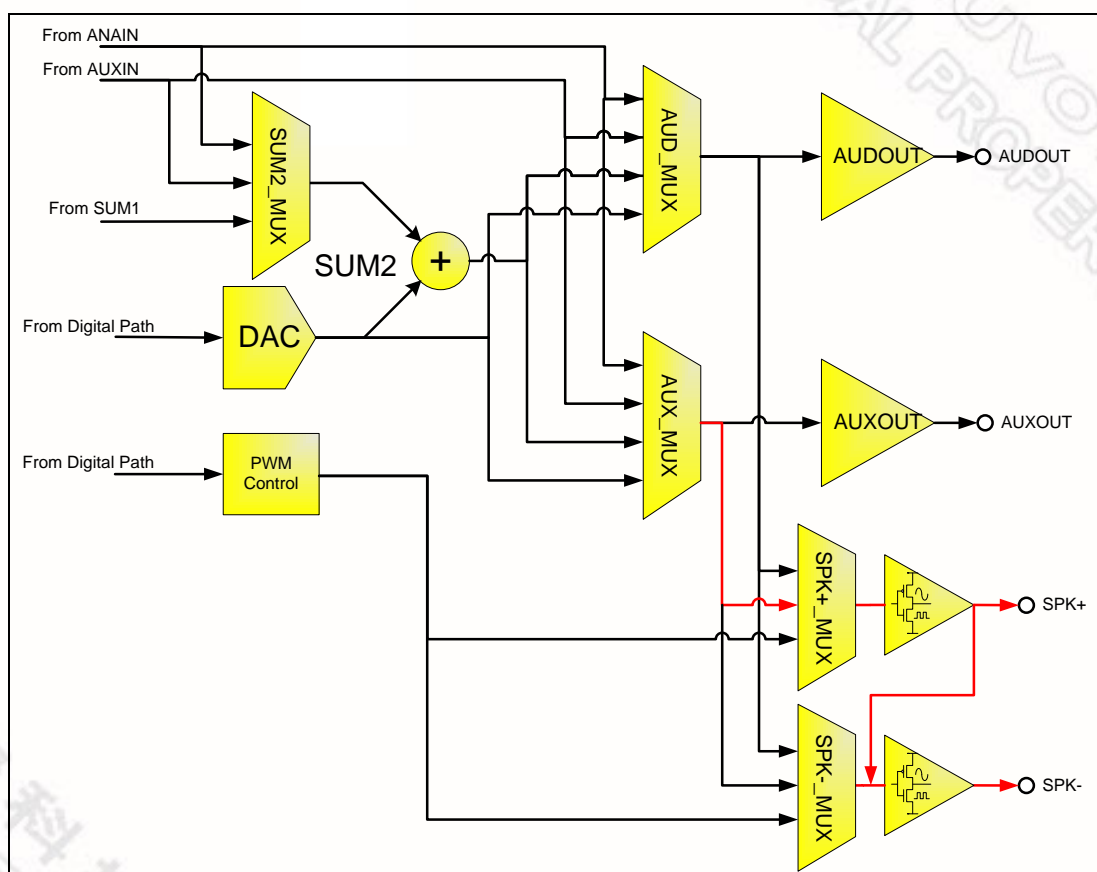 From ANAIN
From AUXIN
SUM2_MUX
From SUM1
SUM2
+
From Digital Path
DAC
AUD_MUX
AUDOUT
AUDOUT
AUX_MUX
AUXOUT
AUXOUT
From Digital Path
PWM
Control
SPK+_MUX
SPK+
SPK-_MUX
SPK-
科